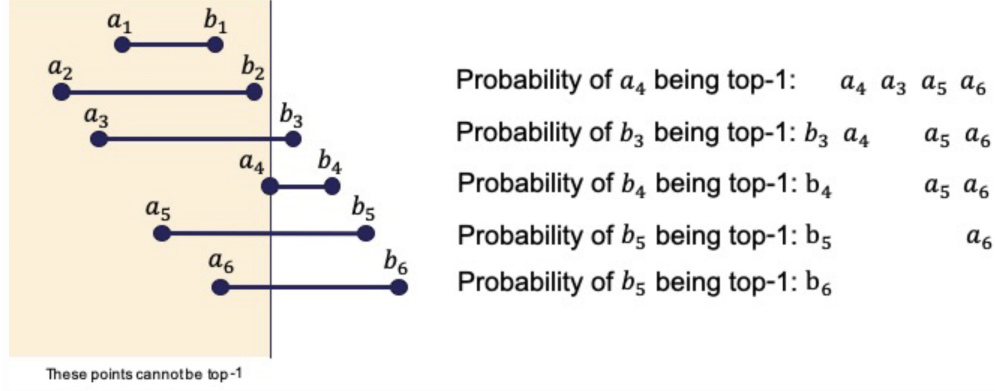 a₁ b₁
a₂ b₂
a₃ b₃
a₄ b₄
a₅ b₅
a₆ b₆
These points cannot be top-1
Probability of a₄ being top-1: a₄ a₃ a₅ a₆
Probability of b₃ being top-1: b₃ a₄ a₅ a₆
Probability of b₄ being top-1: b₄ a₅ a₆
Probability of b₅ being top-1: b₅ a₆
Probability of b₅ being top-1: b₆